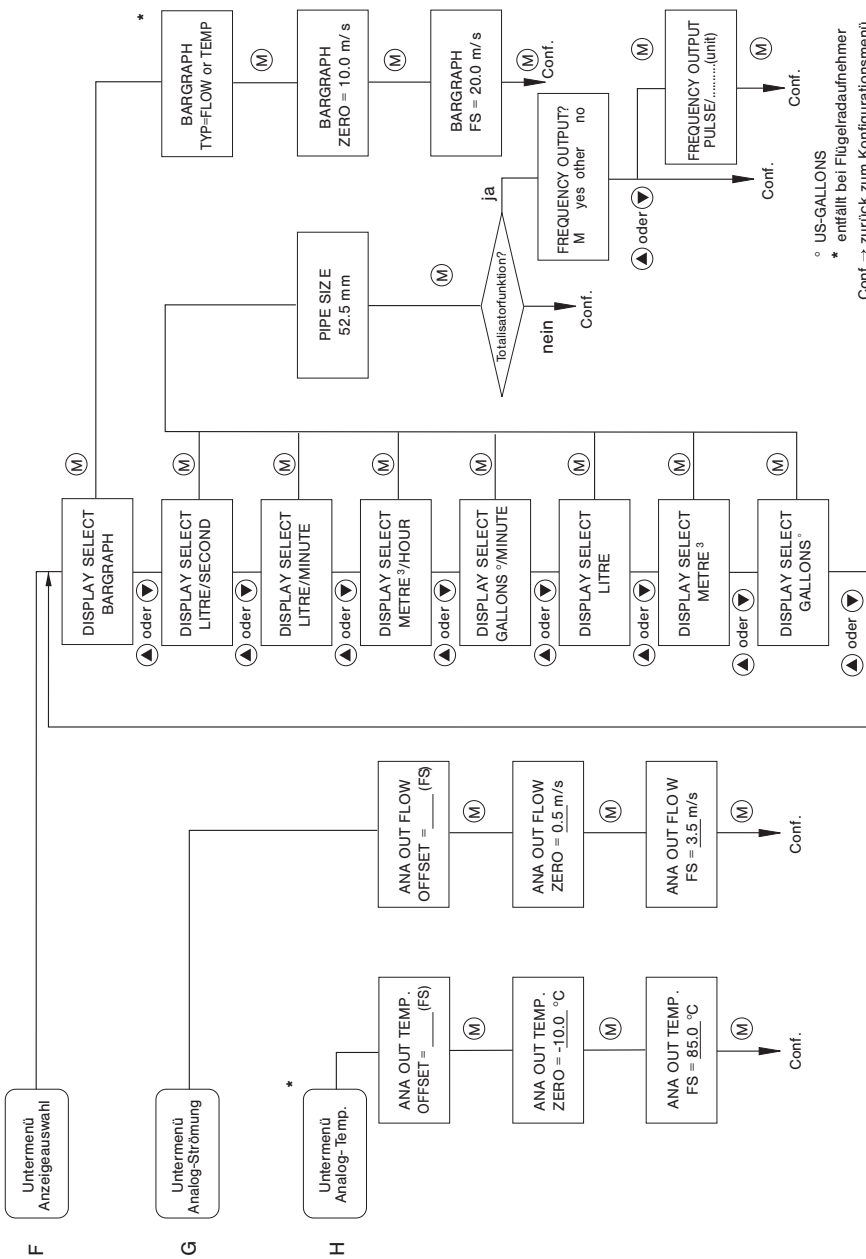 F
Untermenü
Anzeigeauswahl
DISPLAY SELECT
BARGRAPH
M
*
BARGRAPH
TYP=FLOW or TEMP
M
BARGRAPH
ZERO = 10.0 m/s
M
BARGRAPH
FS = 20.0 m/s
M
Conf.
▲ oder ▼
DISPLAY SELECT
LITRE/SECOND
M
▲ oder ▼
DISPLAY SELECT
LITRE/MINUTE
M
▲ oder ▼
DISPLAY SELECT
METRE³/HOUR
M
▲ oder ▼
DISPLAY SELECT
GALLONS °/MINUTE
M
▲ oder ▼
DISPLAY SELECT
LITRE
M
▲ oder ▼
DISPLAY SELECT
METRE³
M
▲ oder ▼
DISPLAY SELECT
GALLONS°
M
▲ oder ▼
PIPE SIZE
52.5 mm
M
Totalisatorfunktion?
nein
Conf.
ja
FREQUENCY OUTPUT?
M yes other no
▲ oder ▼
Conf.
M
FREQUENCY OUTPUT
PULSE/..........(unit)
M
Conf.
G
Untermenü
Analog-Strömung
ANA OUT FLOW
OFFSET = ____ (FS)
M
ANA OUT FLOW
ZERO = 0.5 m/s
M
ANA OUT FLOW
FS = 3.5 m/s
M
Conf.
H
*
Untermenü
Analog-Temp.
ANA OUT TEMP.
OFFSET= ____ (FS)
M
ANA OUT TEMP.
ZERO = -10.0 °C
M
ANA OUT TEMP.
FS = 85.0 °C
M
Conf.
° US-GALLONS
* entfällt bei Flügelradaufnehmer
Conf → zurück zum Konfigurationsmenü